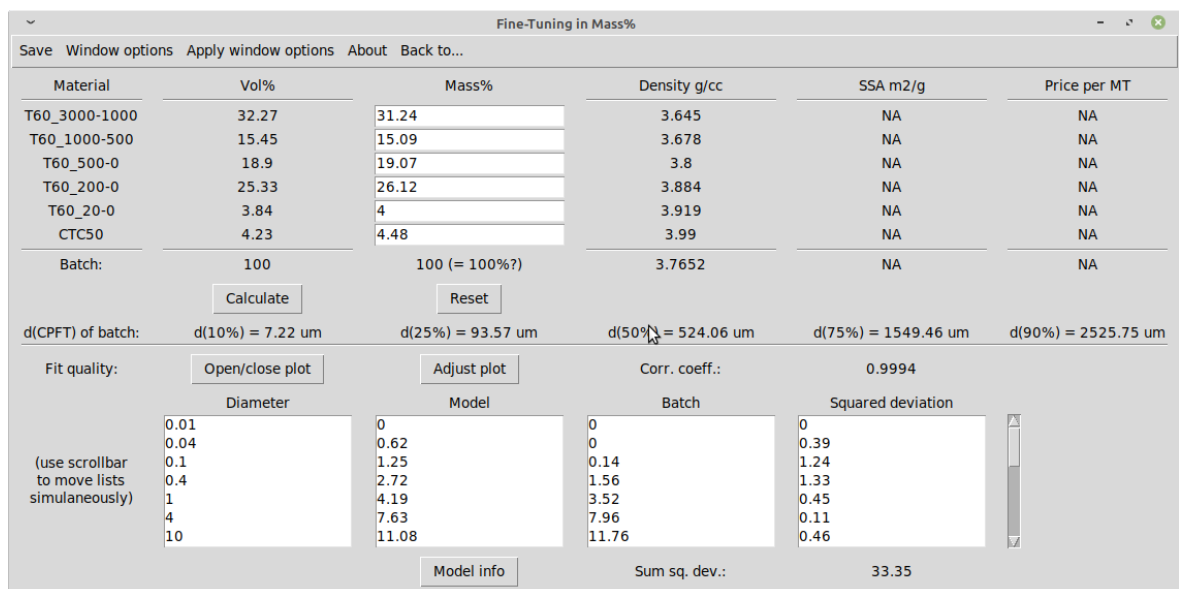 Fine-Tuning in Mass%
Save Window options Apply window options About Back to...
Material Vol% Mass% Density g/cc SSA m2/g Price per MT
T60_3000-1000 32.27 31.24 3.645 NA NA
T60_1000-500 15.45 15.09 3.678 NA NA
T60_500-0 18.9 19.07 3.8 NA NA
T60_200-0 25.33 26.12 3.884 NA NA
T60_20-0 3.84 4 3.919 NA NA
CTC50 4.23 4.48 3.99 NA NA
Batch: 100 100 (= 100%?) 3.7652 NA NA
Calculate Reset
d(CPFT) of batch: d(10%) = 7.22 um d(25%) = 93.57 um d(50%) = 524.06 um d(75%) = 1549.46 um d(90%) = 2525.75 um
Fit quality: Open/close plot Adjust plot Corr. coeff.: 0.9994
Diameter Model Batch Squared deviation
0.01 0 0 0
0.04 0.62 0 0.39
(use scrollbar 0.1 1.25 0.14 1.24
to move lists 0.4 2.72 1.56 1.33
simulaneously) 1 4.19 3.52 0.45
4 7.63 7.96 0.11
10 11.08 11.76 0.46
Model info Sum sq. dev.: 33.35